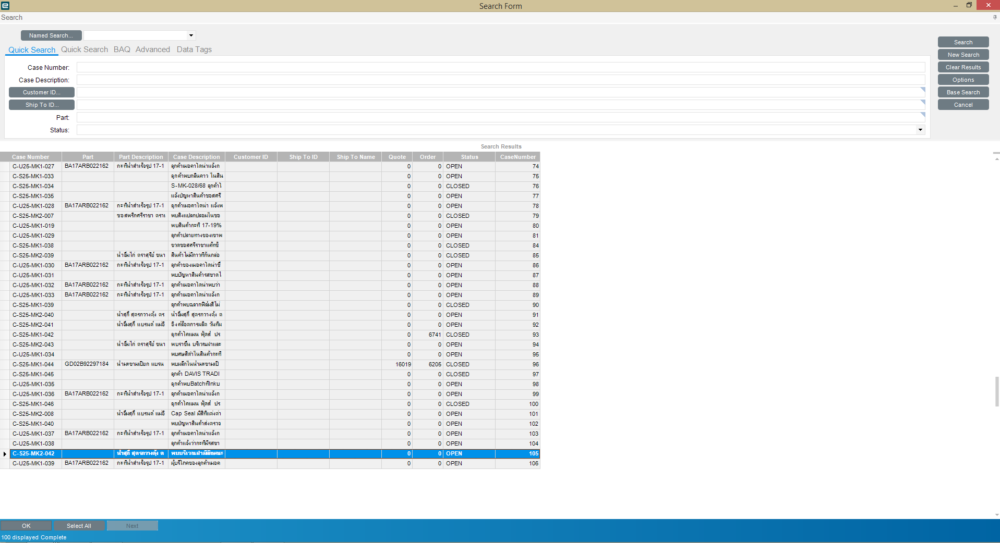 Search Form
Search
Named Search...
Quick Search Quick Search BAQ Advanced Data Tags
Case Number:
Case Description:
Customer ID...
Ship To ID...
Part:
Status:
Search
New Search
Clear Results
Options
Base Search
Cancel
Search Results
Case Number Part Part Description Case Description Customer ID Ship To ID Ship To Name Quote Order Status CaseNumber
C-U25-MK1-027 BA17ARB022162 กะทิน้ำสำเร็จรูป 17-1 ลูกค้าเมอคาโดน่าแจ้งก 0 0 OPEN 74
C-S25-MK1-033 ลูกค้าพบกลิ่นคาว ในสิน 0 0 OPEN 75
C-S25-MK1-034 S-MK-028/68 ลูกค้าโ 0 0 CLOSED 76
C-S25-MK1-035 แจ้งปัญหาสินค้าซอสศรี 0 0 OPEN 77
C-U25-MK1-028 BA17ARB022162 กะทิน้ำสำเร็จรูป 17-1 ลูกค้าเมอคาโดน่า แจ้งพ 0 0 OPEN 78
C-S25-MK2-007 ซอสพริกศรีราชา ตราแ พบสิ่งแปลกปลอมในซอ 0 0 CLOSED 79
C-U25-MK1-019 พบสินค้ากะทิ 17-19% 0 0 OPEN 80
C-U25-MK1-029 ลูกค้าปลายทางของเขาพ 0 0 OPEN 81
C-S25-MK1-038 ขวดซอสศรีราชาแค้ทชี 0 0 CLOSED 84
C-S25-MK2-039 น้ำจิ้มไก่ ตราสุรีย์ ขนา สินค้าไม่มีกาวที่ก้นกล่อ 0 0 CLOSED 85
C-U25-MK1-030 BA17ARB022162 กะทิน้ำสำเร็จรูป 17-1 ลูกค้าของเมอคาโดน่าชี้ 0 0 OPEN 86
C-U25-MK1-031 พบปัญหาสินค้ารสชาตไ 0 0 OPEN 87
C-U25-MK1-032 BA17ARB022162 กะทิน้ำสำเร็จรูป 17-1 ลูกค้าเมอคาโดน่าพบว่า 0 0 OPEN 88
C-U25-MK1-033 BA17ARB022162 กะทิน้ำสำเร็จรูป 17-1 ลูกค้าเมอคาโดน่าแจ้งก 0 0 OPEN 89
C-S25-MK1-039 ลูกค้าพบฉลากฟิล์มสีไม่ 0 0 CLOSED 90
C-S25-MK2-040 น้ำสุกี้ สูตรกวางตุ้ง ตร น้ำจิ้มสุกี้ สูตรกวางตุ้ง ต 0 0 OPEN 91
C-S25-MK2-041 น้ำจิ้มสุกี้ แบรนด์ แม่อี อิงค์ล็อตการผลิต วันที่ผ 0 0 OPEN 92
C-S25-MK1-042 ลูกค้าโคแมน ฟู้ดส์ ปร 0 6741 CLOSED 93
C-S25-MK2-043 น้ำจิ้มไก่ ตราสุรีย์ ขนา พบราขึ้น บริเวณฝาและ 0 0 OPEN 94
C-U25-MK1-034 พบศษสีดำในสินค้ากะทิ 0 0 OPEN 95
C-S25-MK1-044 GD02B92297184 น้ำมะขามเปียก แบรน พบผลึกในน้ำมะขามเปี 16019 6205 CLOSED 96
C-S25-MK1-045 ลูกค้า DAVIS TRADI 0 0 CLOSED 97
C-U25-MK1-035 ลูกค้าพบBatchที่Inkบ 0 0 OPEN 98
C-U25-MK1-036 BA17ARB022162 กะทิน้ำสำเร็จรูป 17-1 ลูกค้าเมอคาโดน่าแจ้งก 0 0 OPEN 99
C-S25-MK1-046 ลูกค้าโคแมน ฟู้ดส์ ปร 0 0 CLOSED 100
C-S25-MK2-008 น้ำจิ้มสุกี้ แบรนด์ แม่อี Cap Seal มีสีที่แตงต่า 0 0 OPEN 101
C-S25-MK1-040 พบปัญหาสินค้าส่งตรวจ 0 0 OPEN 102
C-U25-MK1-037 BA17ARB022162 กะทิน้ำสำเร็จรูป 17-1 ลูกค้าเมอคาโดน่าแจ้งก 0 0 OPEN 103
C-U25-MK1-038 ลูกค้าแจ้งว่ากะทิมีรสชา 0 0 OPEN 104
C-S25-MK2-042 น้ำสุกี้ สูตรกวางตุ้ง ต พบบริเวณฝามีลักษณะ 0 0 OPEN 105
C-U25-MK1-039 BA17ARB022162 กะทิน้ำสำเร็จรูป 17-1 ผู้บริโภคของลูกค้าเมอค 0 0 OPEN 106
OK Select All Next
100 displayed Complete